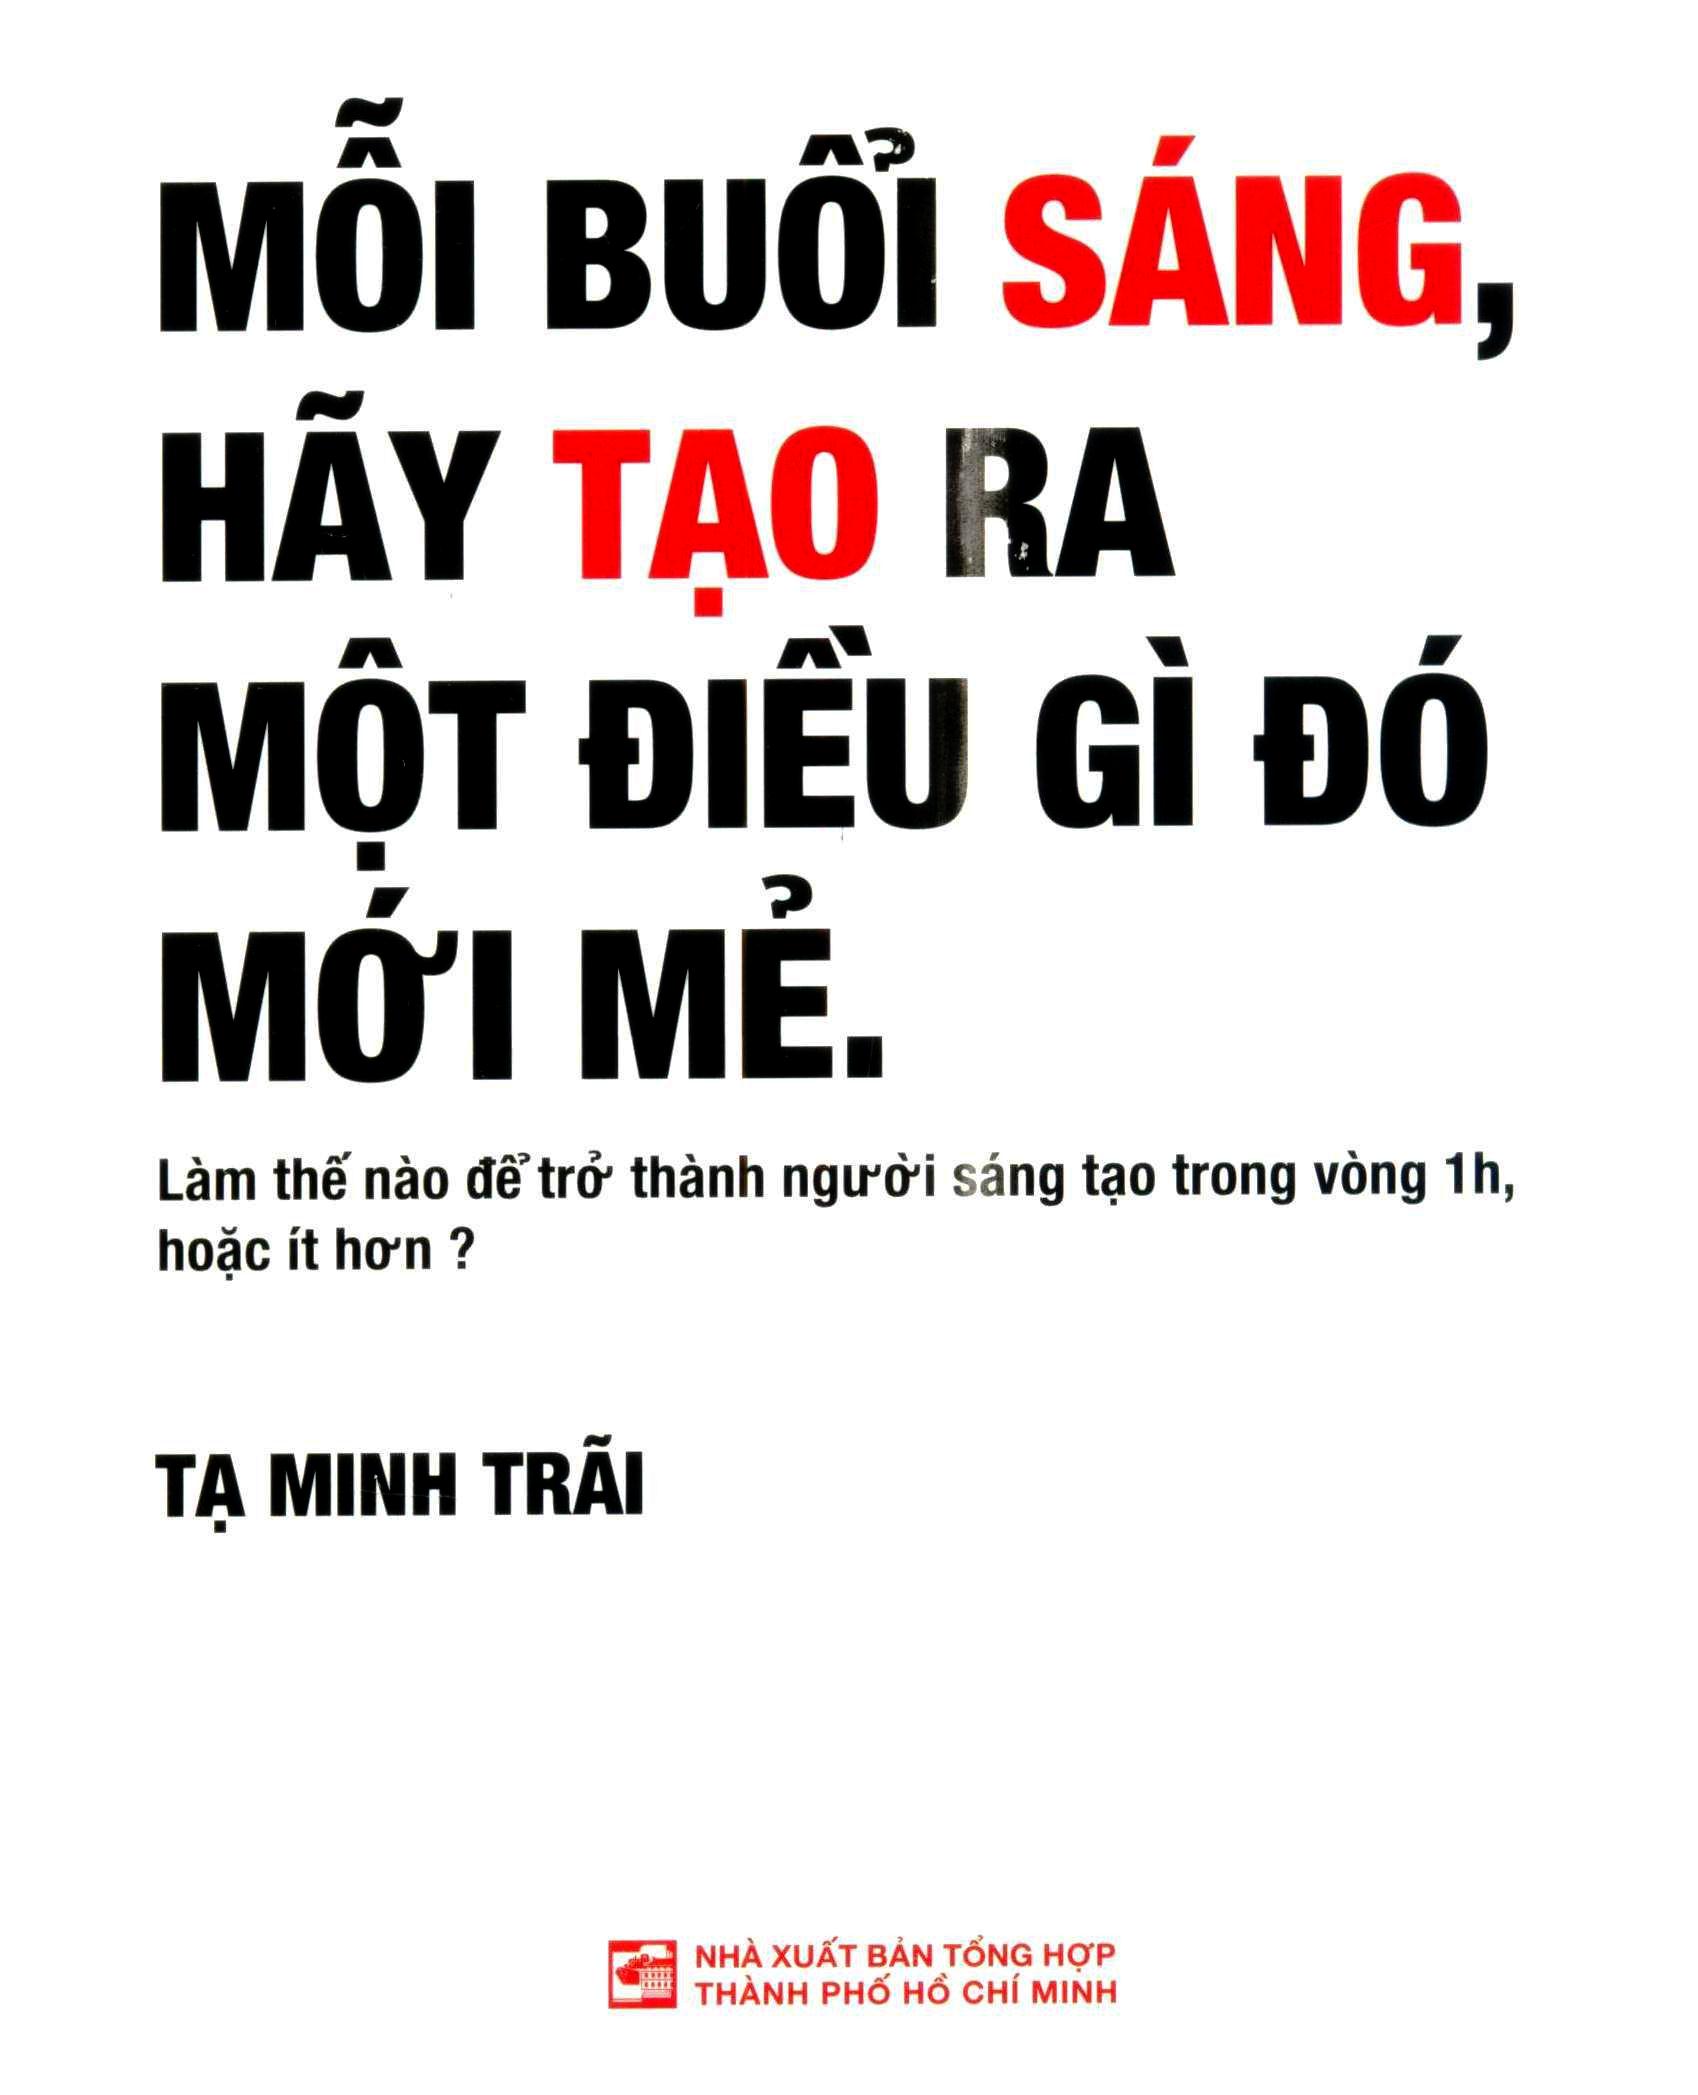 MỖI BUỔI SÁNG,
HÃY TẠO RA
MỘT ĐIỀU GÌ ĐÓ
MỚI MẺ.
Làm thế nào để trở thành người sáng tạo trong vòng 1h,
hoặc ít hơn ?
TẠ MINH TRÃI
NHÀ XUẤT BẢN TỔNG HỢP
THÀNH PHỐ HỒ CHÍ MINH